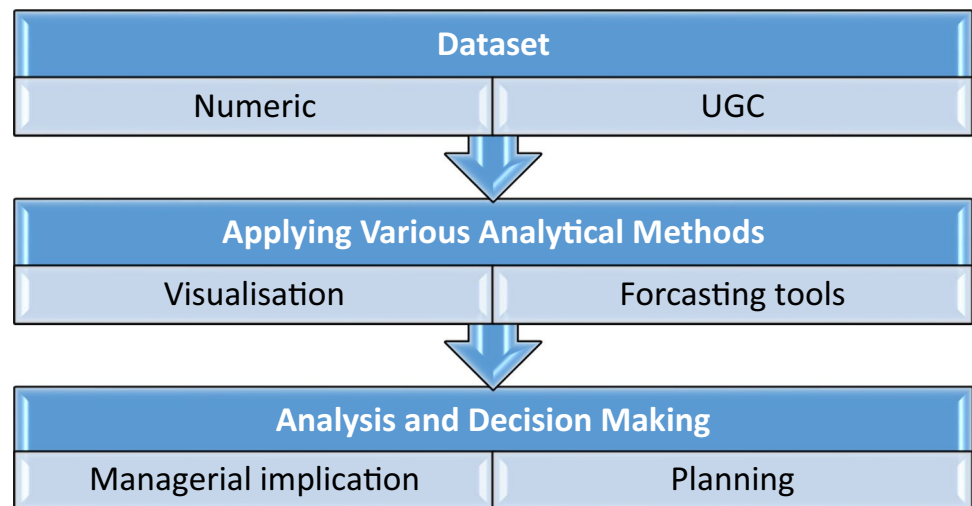 Dataset
Numeric
UGC
Applying Various Analytical Methods
Visualisation
Forcasting tools
Analysis and Decision Making
Managerial implication
Planning